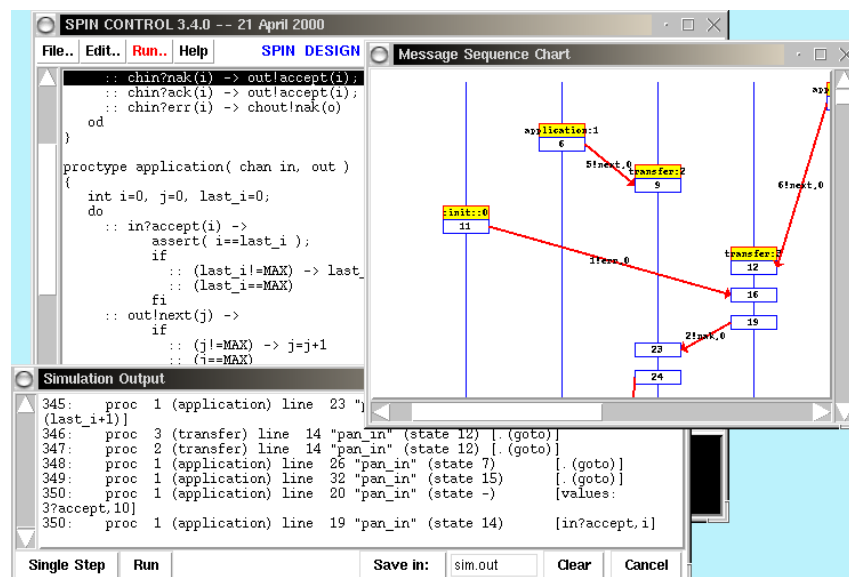 SPIN CONTROL 3.4.0 -- 21 April 2000
File.. Edit.. Run.. Help SPIN DESIGN
:: chin?nak(i) -> out!accept(i);
:: chin?ack(i) -> out!accept(i);
:: chin?err(i) -> chout!nak(o)
od
}
proctype application( chan in, out )
{
int i=0, j=0, last_i=0;
do
:: in?accept(i) ->
assert( i==last_i );
if
:: (last_i!=MAX) -> last_
:: (last_i==MAX)
fi
:: out!next(j) ->
if
:: (j!=MAX) -> j=j+1
:: (j==MAX)
Message Sequence Chart
app
application:1
6
5!next,0
transfer:2
9
6!next,0
:init::0
11
transfer:3
12
1!err,0
16
19
2!nak,0
23
24
Simulation Output
345: proc 1 (application) line 23 "p
(last_i+1)]
346: proc 3 (transfer) line 14 "pan_in" (state 12) [.(goto)]
347: proc 2 (transfer) line 14 "pan_in" (state 12) [.(goto)]
348: proc 1 (application) line 26 "pan_in" (state 7) [.(goto)]
349: proc 1 (application) line 32 "pan_in" (state 15) [.(goto)]
350: proc 1 (application) line 20 "pan_in" (state -) [values:
3?accept,10]
350: proc 1 (application) line 19 "pan_in" (state 14) [in?accept,i]
Single Step Run Save in: sim.out Clear Cancel